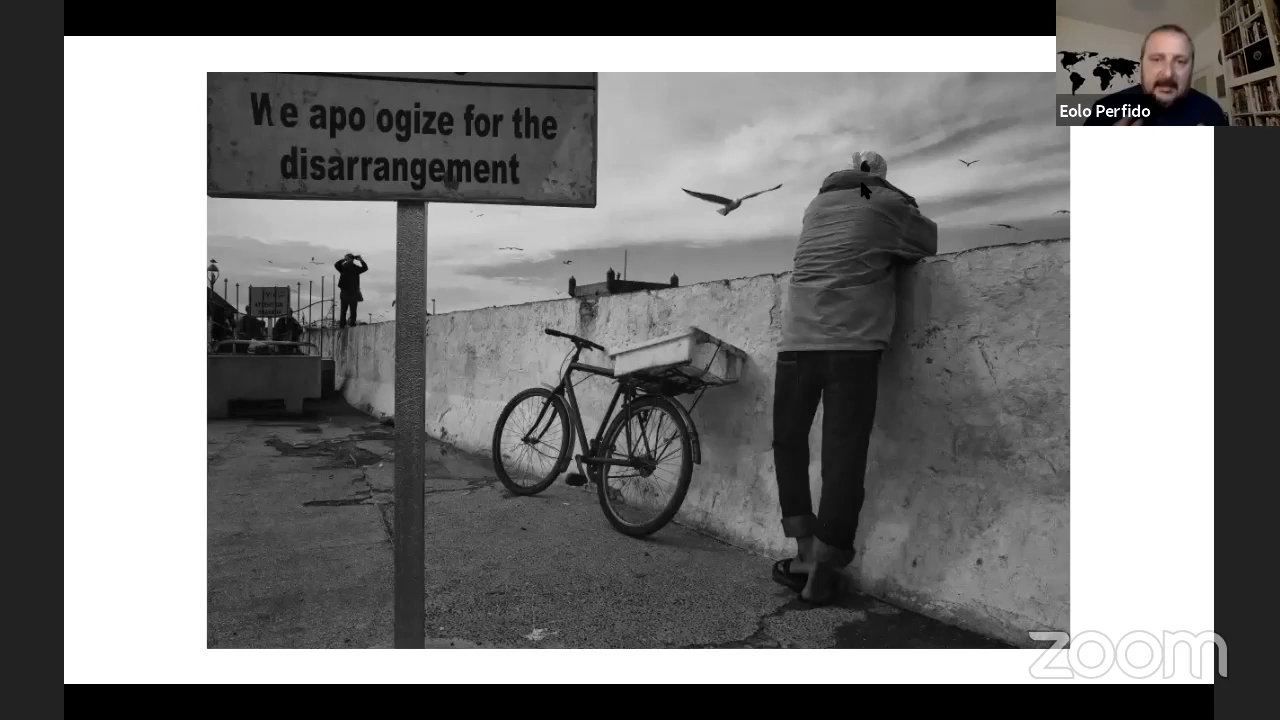 We apo ogize for the
disarrangement
Eolo Perfido
zoom